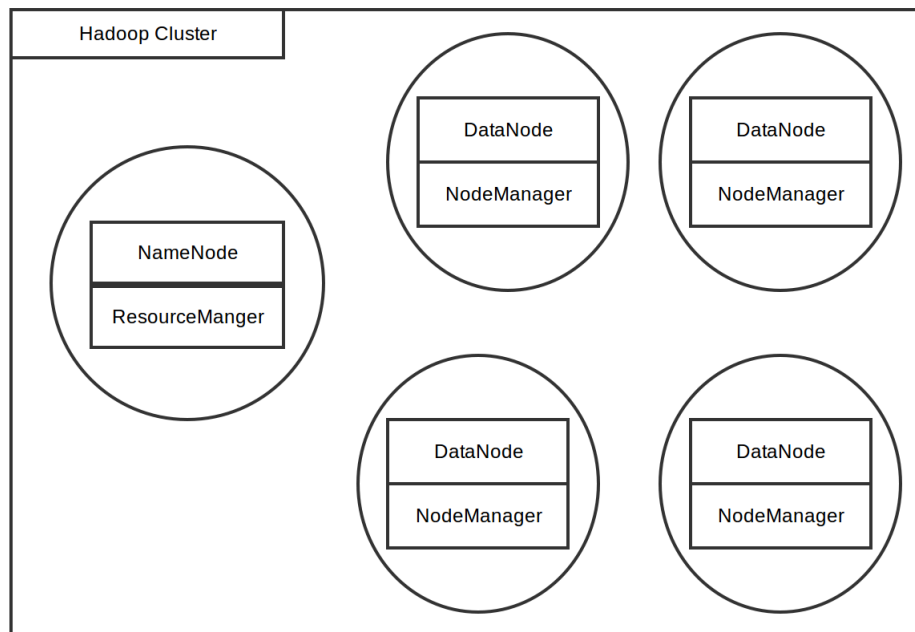 Hadoop Cluster
NameNode
ResourceManger
DataNode
NodeManager
DataNode
NodeManager
DataNode
NodeManager
DataNode
NodeManager